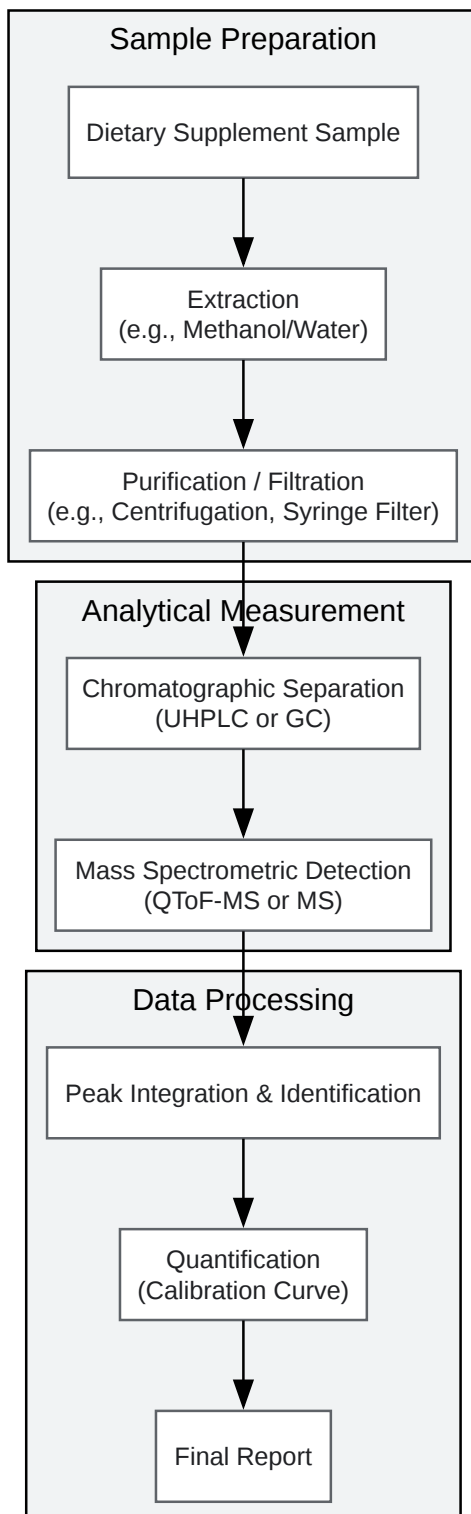 Sample Preparation
Dietary Supplement Sample
Extraction
(e.g., Methanol/Water)
Purification / Filtration
(e.g., Centrifugation, Syringe Filter)
Analytical Measurement
Chromatographic Separation
(UHPLC or GC)
Mass Spectrometric Detection
(QToF-MS or MS)
Data Processing
Peak Integration & Identification
Quantification
(Calibration Curve)
Final Report